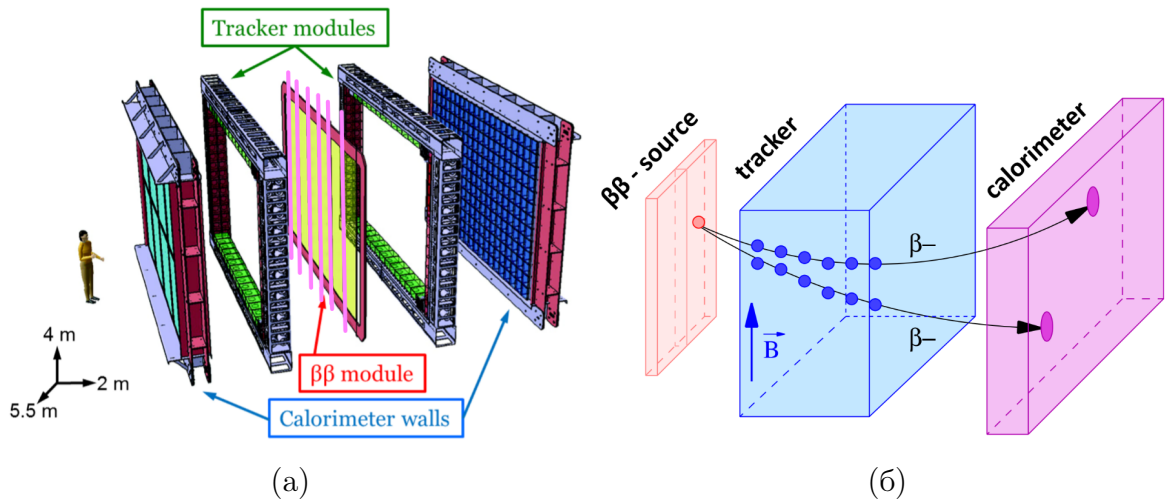 Tracker modules
ββ module
Calorimeter walls
4 m
2 m
5.5 m
(а)
ββ - source
tracker
calorimeter
β−
β−
B
(б)